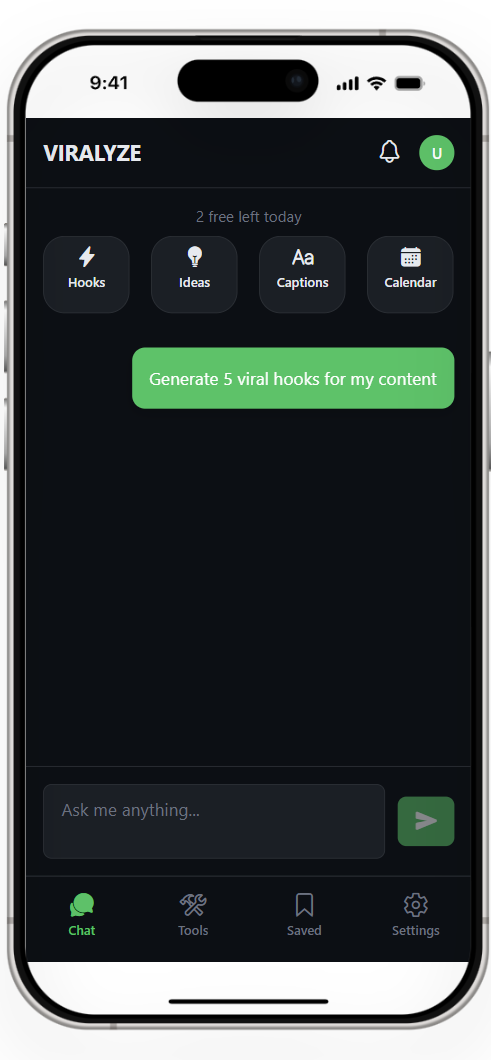 9:41
VIRALYZE
U
2 free left today
Hooks
Ideas
Aa
Captions
Calendar
Generate 5 viral hooks for my content
Ask me anything...
Chat
Tools
Saved
Settings